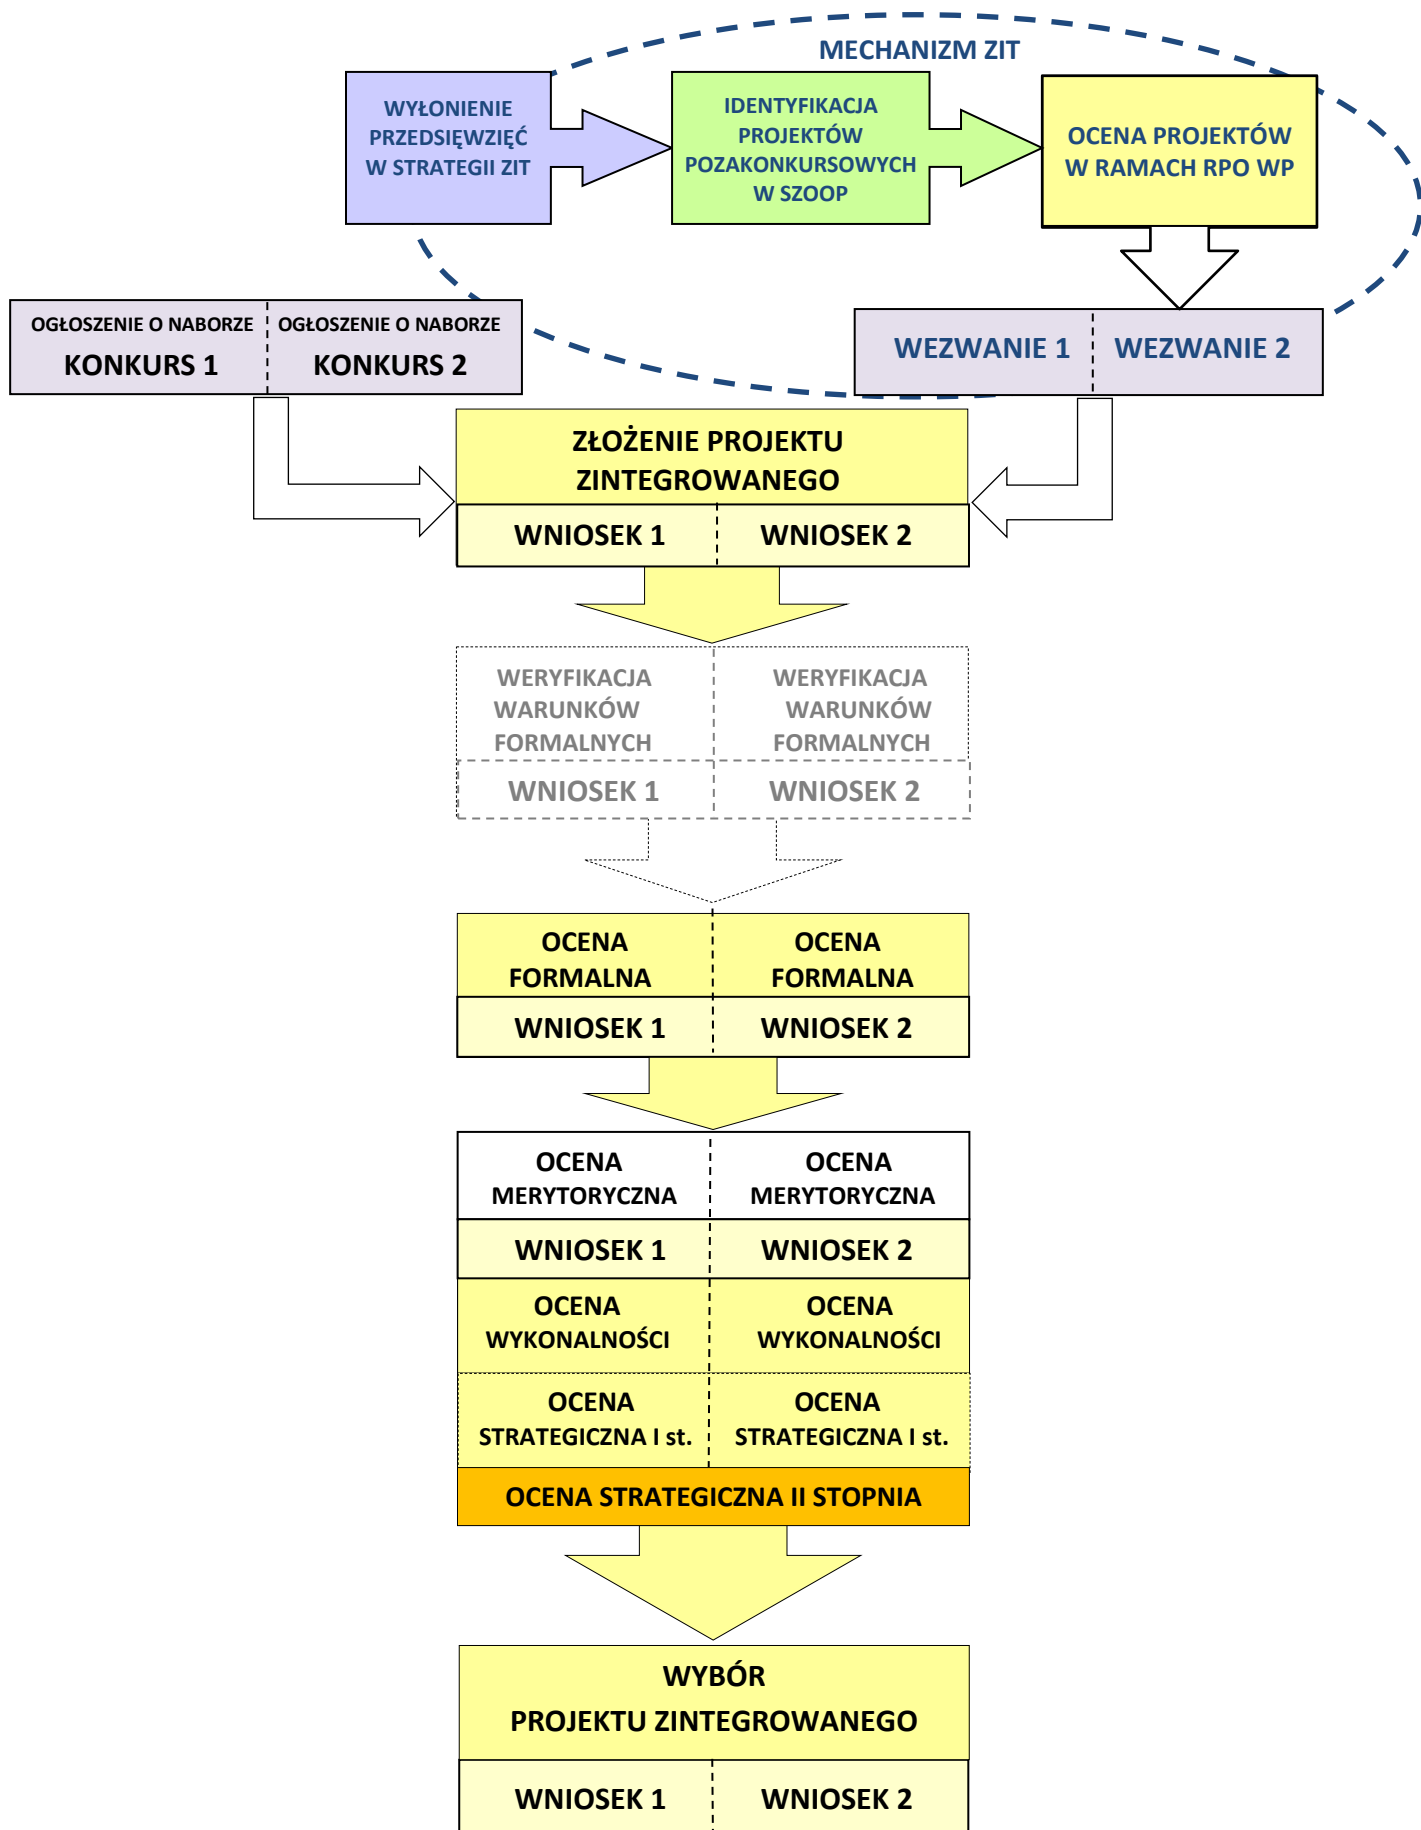 MECHANIZM ZIT
WYŁONIENIE
PRZEDSIĘWZIĘĆ
W STRATEGII ZIT
IDENTYFIKACJA
PROJEKTÓW
POZAKONKURSOWYCH
W SZOOP
OCENA PROJEKTÓW
W RAMACH RPO WP
OGŁOSZENIE O NABORZE
KONKURS 1
OGŁOSZENIE O NABORZE
KONKURS 2
WEZWANIE 1
WEZWANIE 2
ZŁOŻENIE PROJEKTU
ZINTEGROWANEGO
WNIOSEK 1
WNIOSEK 2
WERYFIKACJA
WARUNKÓW
FORMALNYCH
WNIOSEK 1
WERYFIKACJA
WARUNKÓW
FORMALNYCH
WNIOSEK 2
OCENA
FORMALNA
WNIOSEK 1
OCENA
FORMALNA
WNIOSEK 2
OCENA
MERYTORYCZNA
OCENA
MERYTORYCZNA
WNIOSEK 1
WNIOSEK 2
OCENA
WYKONALNOŚCI
OCENA
WYKONALNOŚCI
OCENA
STRATEGICZNA I st.
OCENA
STRATEGICZNA I st.
OCENA STRATEGICZNA II STOPNIA
WYBÓR
PROJEKTU ZINTEGROWANEGO
WNIOSEK 1
WNIOSEK 2